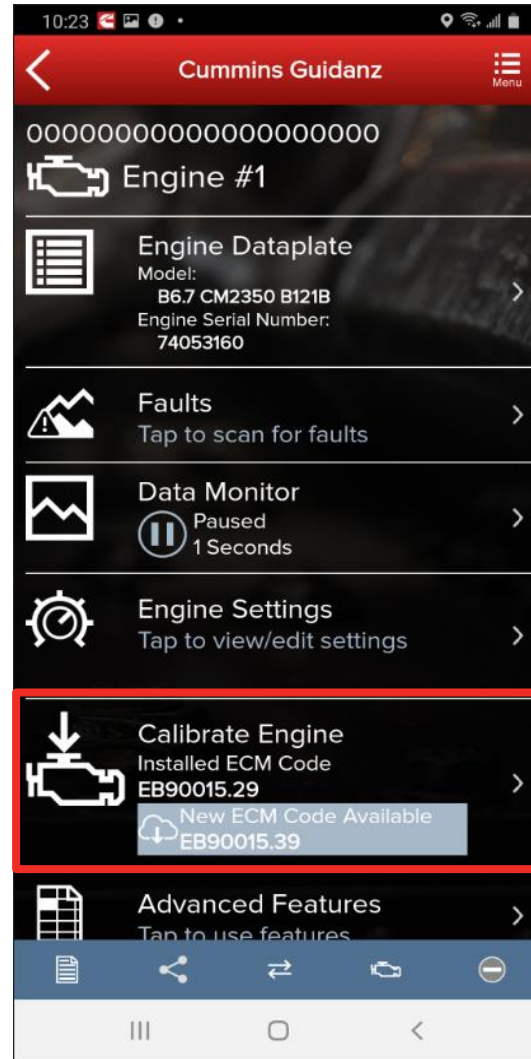 10:23
Cummins Guidanz
Menu
00000000000000000000
Engine #1
Engine Dataplate
Model:
B6.7 CM2350 B121B
Engine Serial Number:
74053160
Faults
Tap to scan for faults
Data Monitor
Paused
1 Seconds
Engine Settings
Tap to view/edit settings
Calibrate Engine
Installed ECM Code
EB90015.29
New ECM Code Available
EB90015.39
Advanced Features
Tap to use features